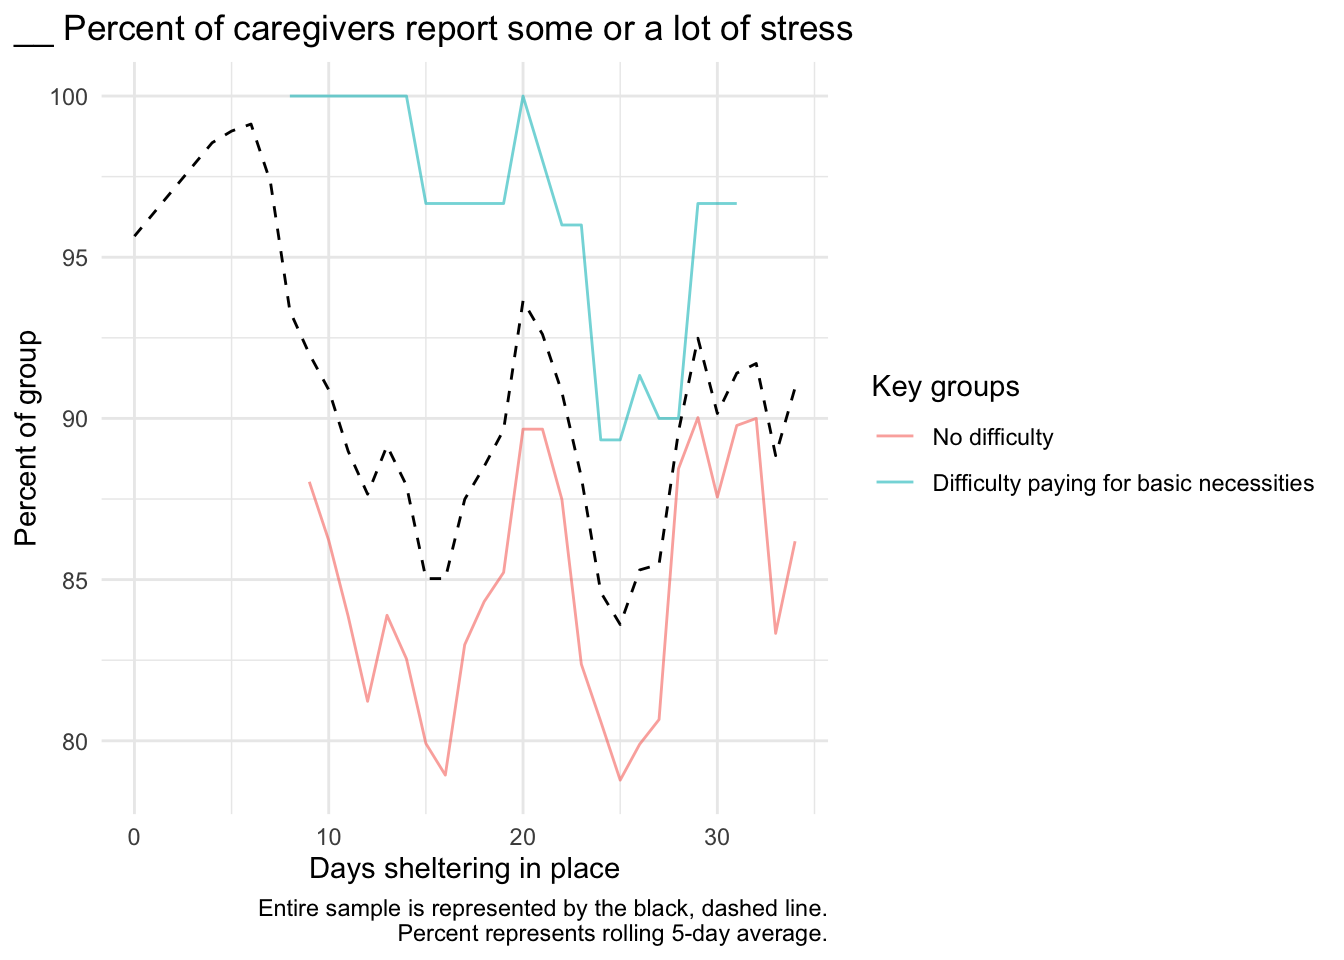 __ Percent of caregivers report some or a lot of stress
100
95
90
85
80
Percent of group
0
10
20
30
Days sheltering in place
Key groups
No difficulty
Difficulty paying for basic necessities
Entire sample is represented by the black, dashed line.
Percent represents rolling 5-day average.